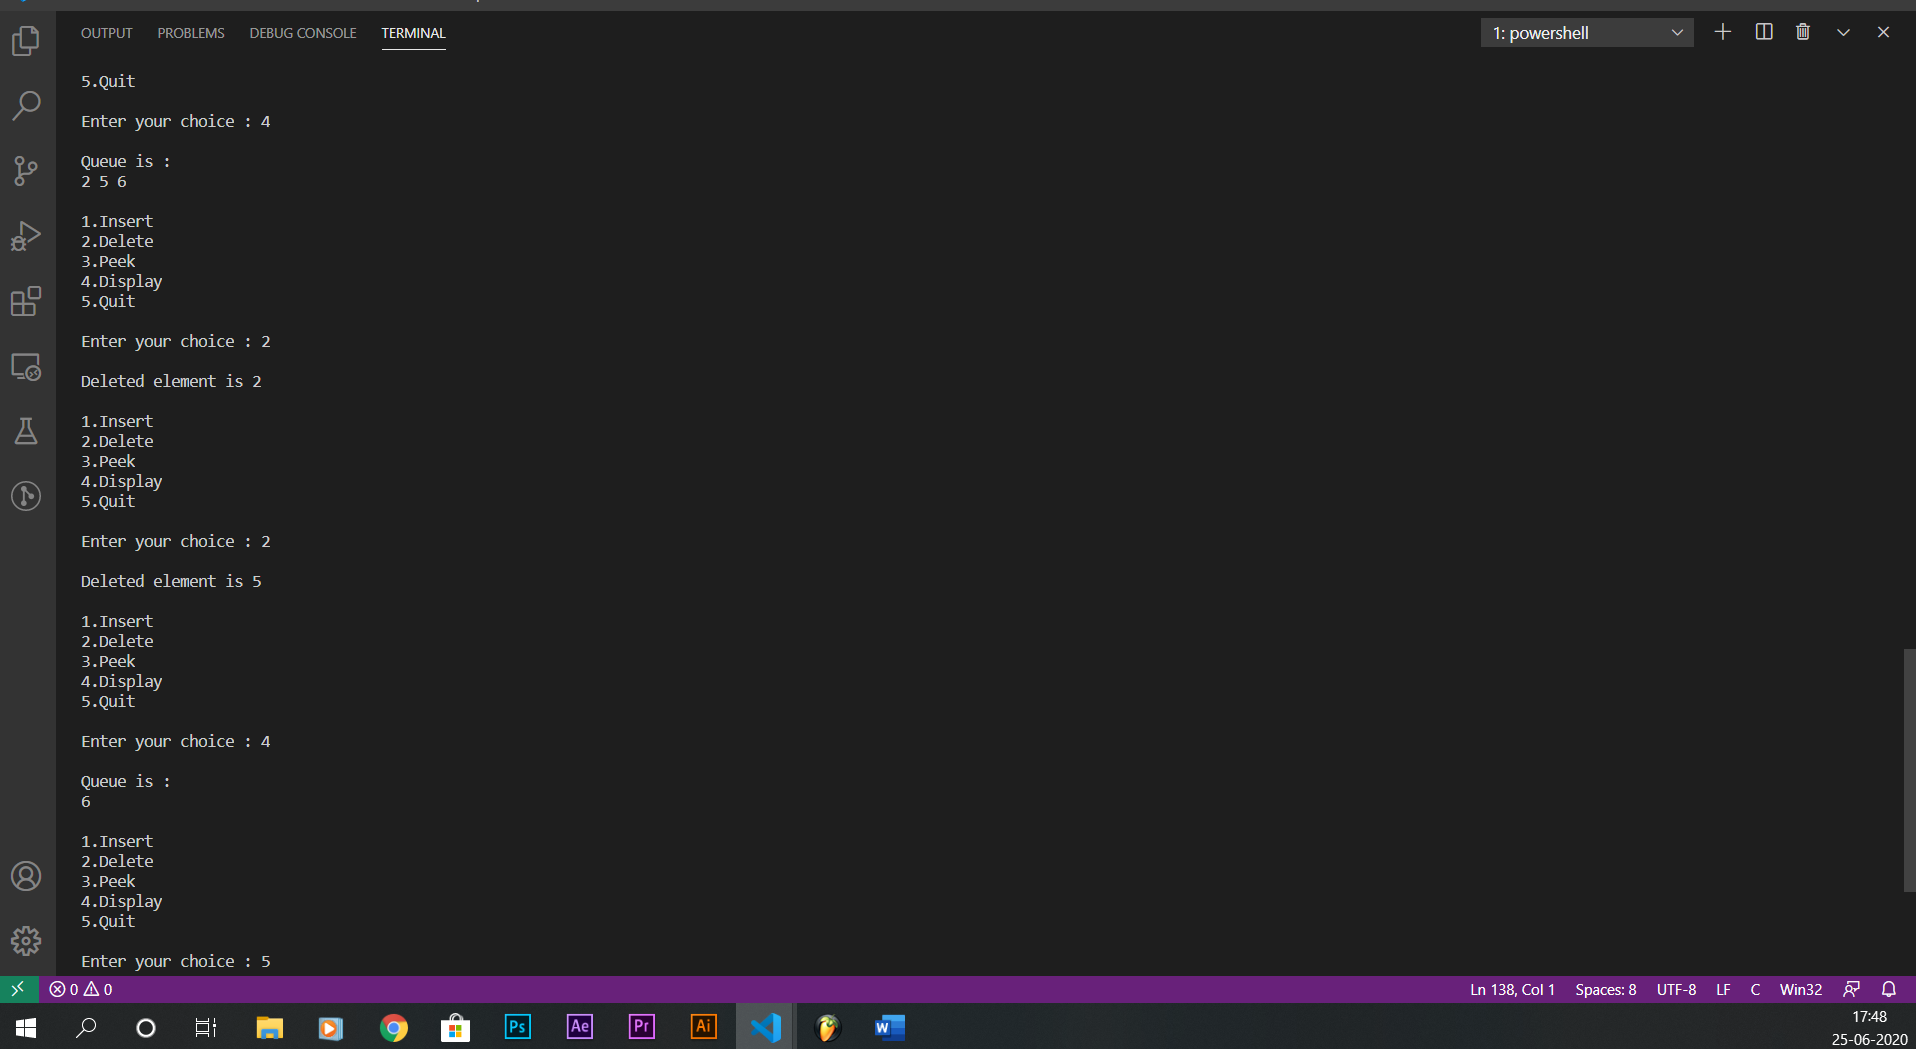 OUTPUT PROBLEMS DEBUG CONSOLE TERMINAL 1: powershell
5.Quit
Enter your choice : 4
Queue is :
2 5 6
1.Insert
2.Delete
3.Peek
4.Display
5.Quit
Enter your choice : 2
Deleted element is 2
1.Insert
2.Delete
3.Peek
4.Display
5.Quit
Enter your choice : 2
Deleted element is 5
1.Insert
2.Delete
3.Peek
4.Display
5.Quit
Enter your choice : 4
Queue is :
6
1.Insert
2.Delete
3.Peek
4.Display
5.Quit
Enter your choice : 5
0 0 Ln 138, Col 1 Spaces: 8 UTF-8 LF C Win32
Ps Ae Pr Ai W 17:48
25-06-2020